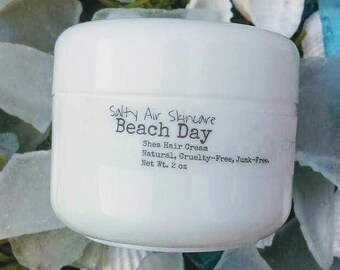 Salty Air Skincare
Beach Day
Shea Hair Cream
Natural, Cruelty-Free, Junk-Free.
Net Wt. 2 oz